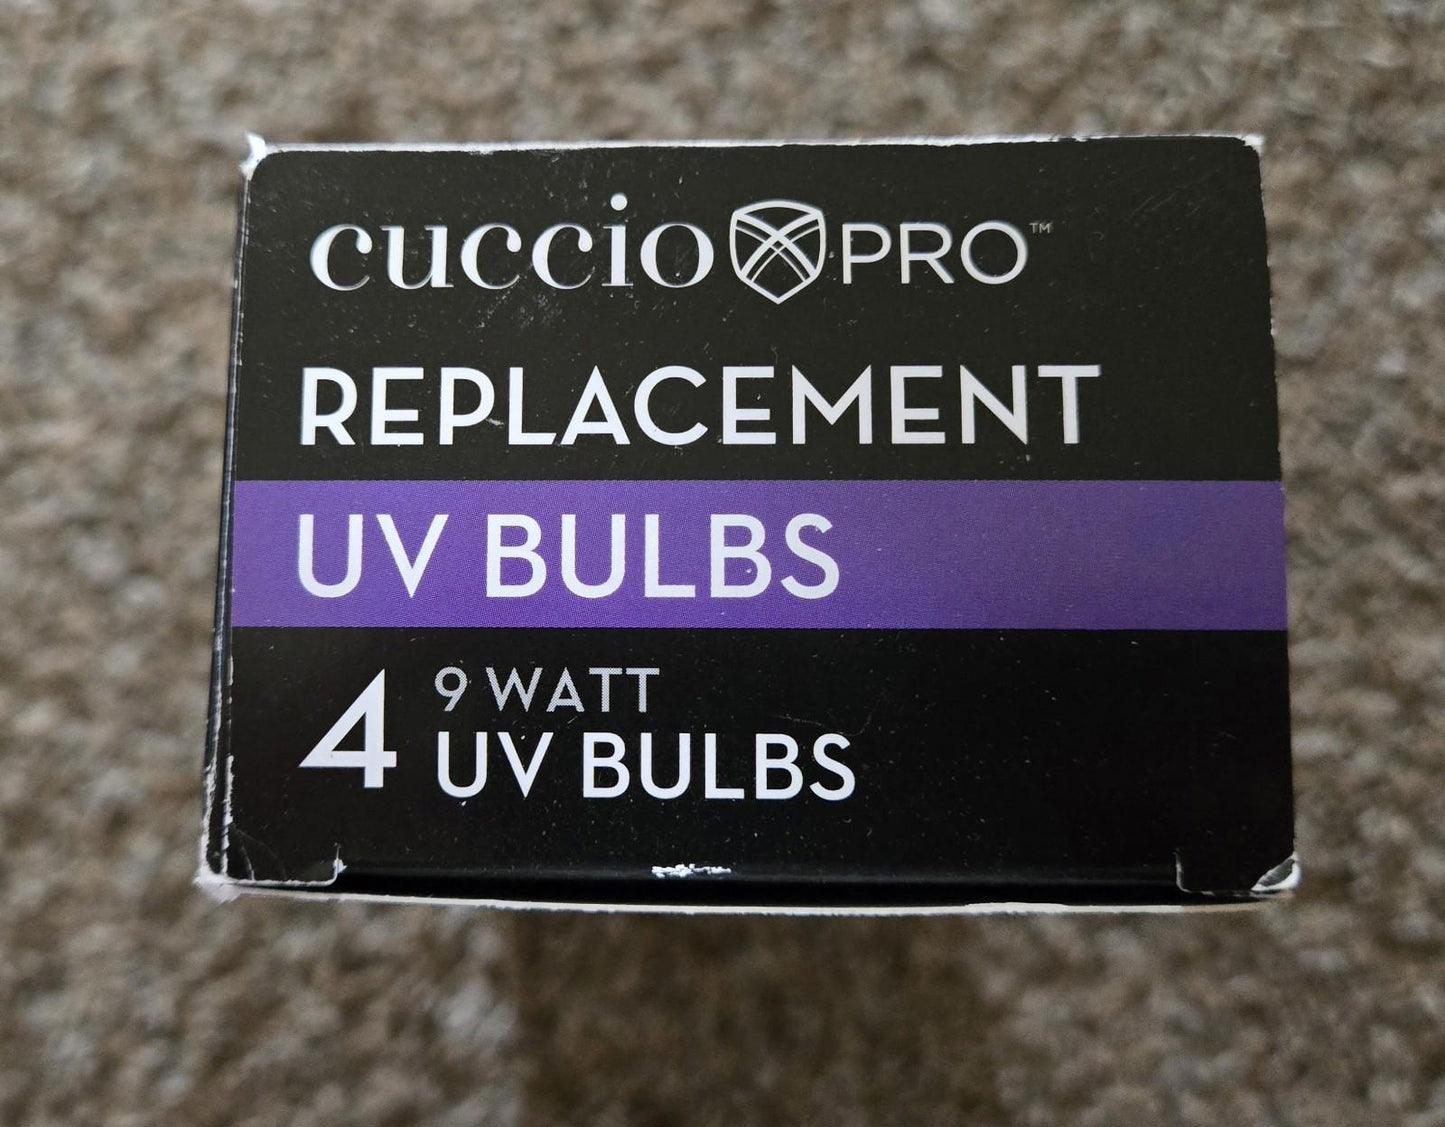 cuccio PRO™
REPLACEMENT
UV BULBS
4 9 WATT
UV BULBS